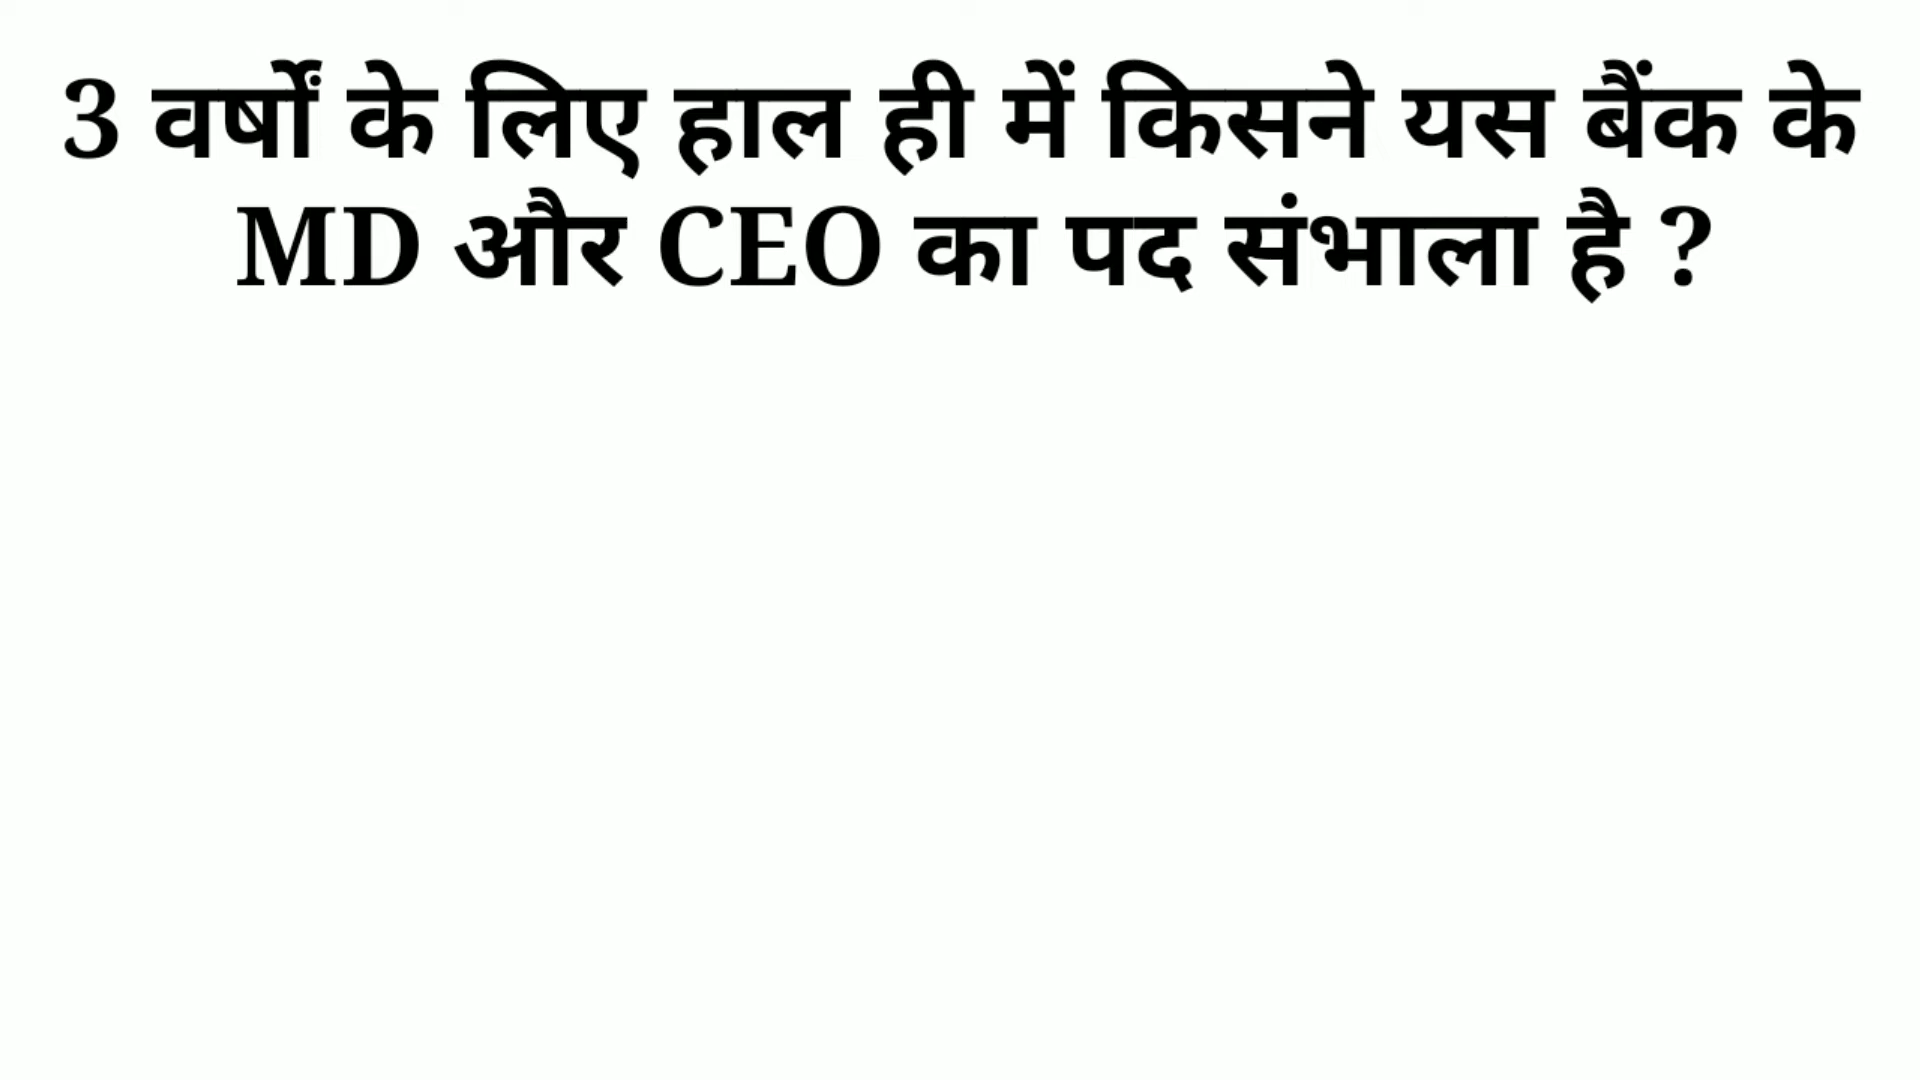 3 वर्षों के लिए हाल ही में किसने यस बैंक के
MD और CEO का पद संभाला है ?